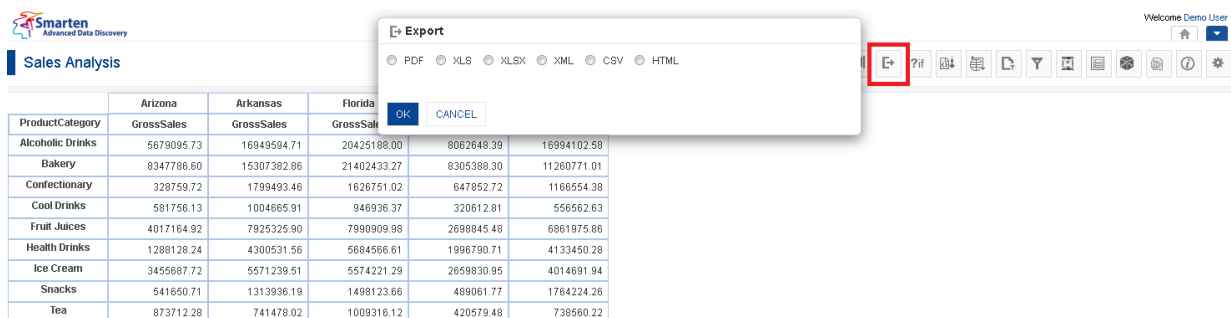 Smarten
Advanced Data Discovery
Welcome Demo User
Export
Sales Analysis
PDF XLS XLSX XML CSV HTML
?if
OK CANCEL
Arizona Arkansas Florida
ProductCategory GrossSales GrossSales
Alcoholic Drinks 5679095.73 16949594.71 20425188.00 8062648.39 16994102.58
Bakery 8347786.60 15307382.86 21402433.27 8305388.30 11260771.01
Confectionary 328759.72 1799493.46 1626751.02 647852.72 1166554.38
Cool Drinks 581756.13 1004665.91 946936.37 320612.81 556562.63
Fruit Juices 4017164.92 7925325.90 7990909.98 2698845.48 6861975.86
Health Drinks 1288128.24 4300531.56 5684566.61 1996790.71 4133450.28
Ice Cream 3455687.72 5571239.51 5574221.29 2659830.95 4014691.94
Snacks 541650.71 1313936.19 1498123.66 489061.77 1764224.26
Tea 873712.28 741478.02 1009316.12 420579.48 738560.22